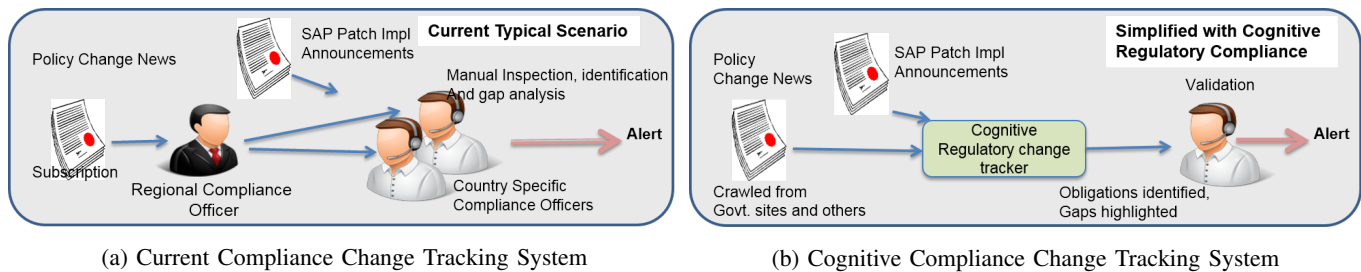 SAP Patch Impl
Announcements
Current Typical Scenario
Policy Change News
Manual Inspection, identification
And gap analysis
Alert
Subscription
Regional Compliance
Officer
Country Specific
Compliance Officers
(a) Current Compliance Change Tracking System
Simplified with Cognitive
Regulatory Compliance
SAP Patch Impl
Announcements
Policy
Change News
Validation
Cognitive
Regulatory change
tracker
Alert
Crawled from
Govt. sites and others
Obligations identified,
Gaps highlighted
(b) Cognitive Compliance Change Tracking System